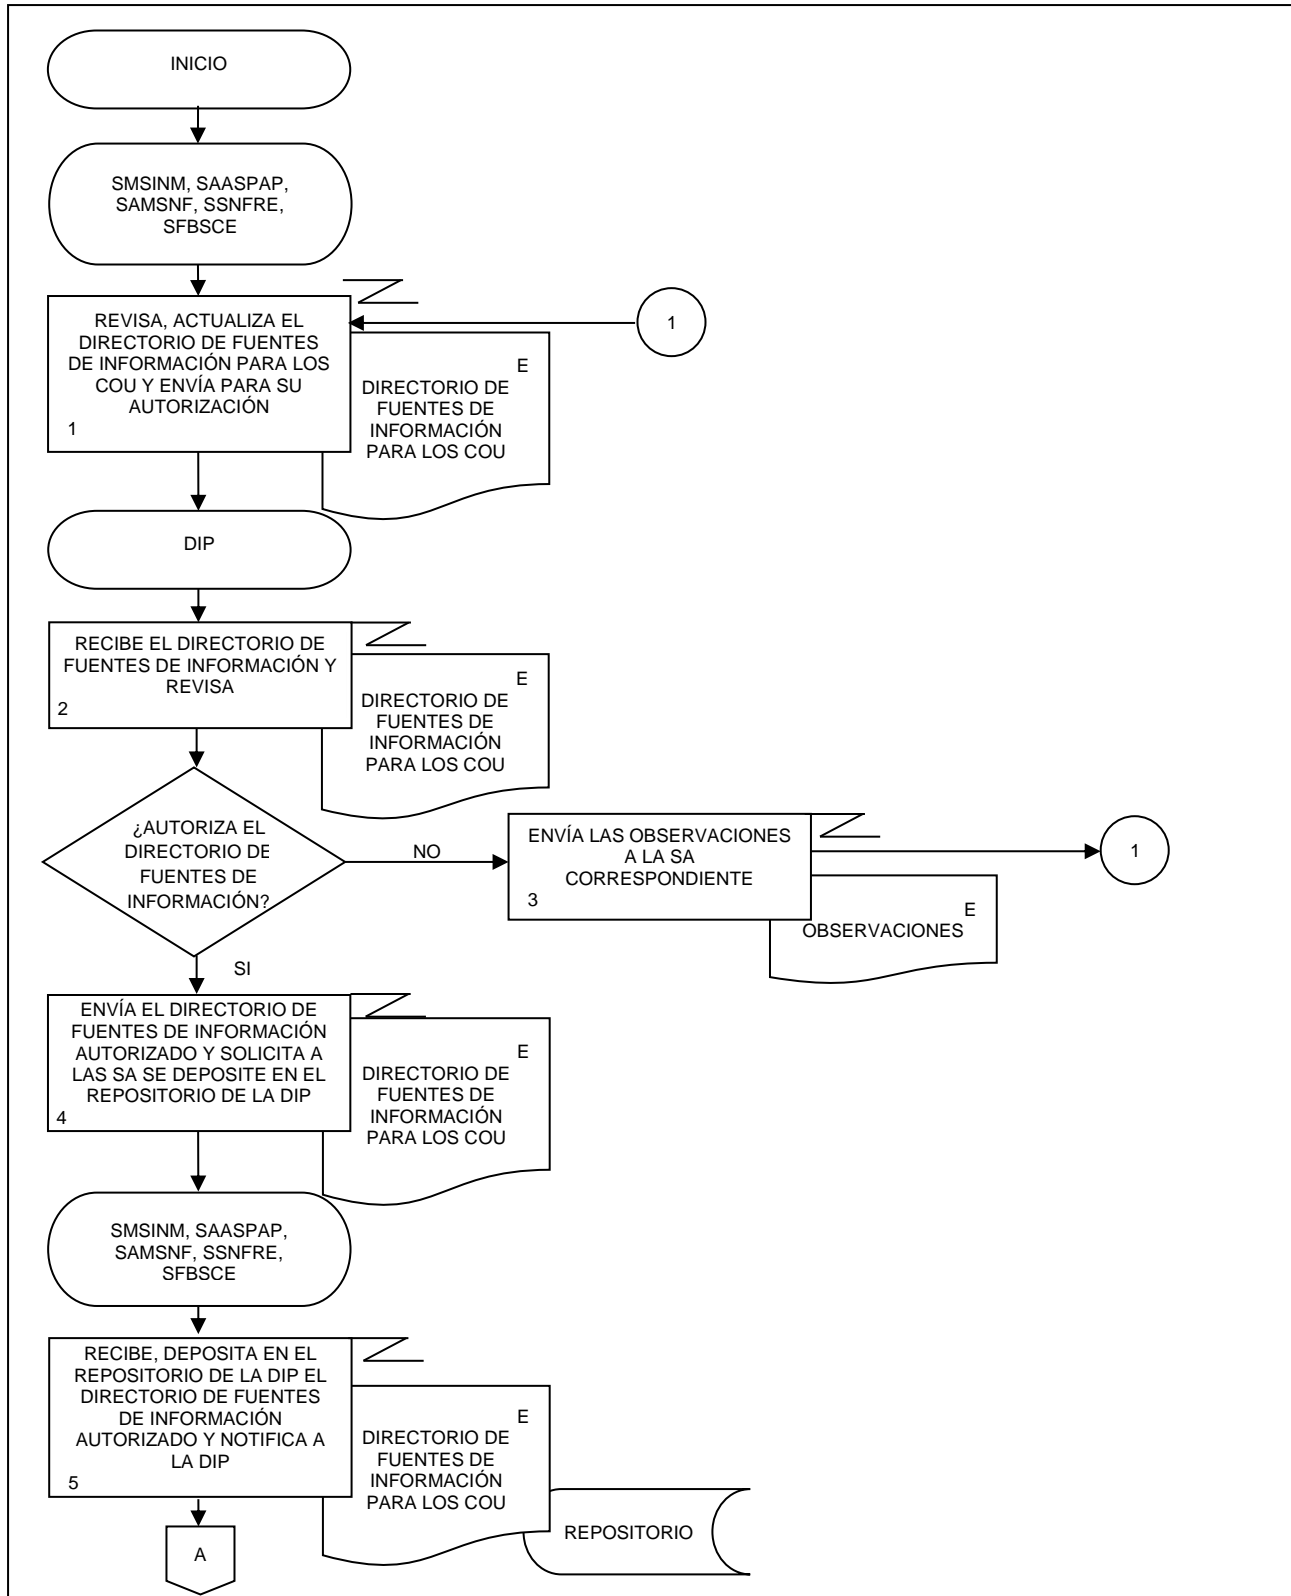 INICIO
SMSINM, SAASPAP,
SAMSNF, SSNFRE,
SFBSCE
REVISA, ACTUALIZA EL
DIRECTORIO DE FUENTES
DE INFORMACIÓN PARA LOS
COU Y ENVÍA PARA SU
AUTORIZACIÓN
1
1
E
DIRECTORIO DE
FUENTES DE
INFORMACIÓN
PARA LOS COU
DIP
RECIBE EL DIRECTORIO DE
FUENTES DE INFORMACIÓN Y
REVISA
2
E
DIRECTORIO DE
FUENTES DE
INFORMACIÓN
PARA LOS COU
¿AUTORIZA EL
DIRECTORIO DE
FUENTES DE
INFORMACIÓN?
NO
ENVÍA LAS OBSERVACIONES
A LA SA
CORRESPONDIENTE
3
1
E
OBSERVACIONES
SI
ENVÍA EL DIRECTORIO DE
FUENTES DE INFORMACIÓN
AUTORIZADO Y SOLICITA A
LAS SA SE DEPOSITE EN EL
REPOSITORIO DE LA DIP
4
E
DIRECTORIO DE
FUENTES DE
INFORMACIÓN
PARA LOS COU
SMSINM, SAASPAP,
SAMSNF, SSNFRE,
SFBSCE
RECIBE, DEPOSITA EN EL
REPOSITORIO DE LA DIP EL
DIRECTORIO DE FUENTES
DE INFORMACIÓN
AUTORIZADO Y NOTIFICA A
LA DIP
5
E
DIRECTORIO DE
FUENTES DE
INFORMACIÓN
PARA LOS COU
REPOSITORIO
A